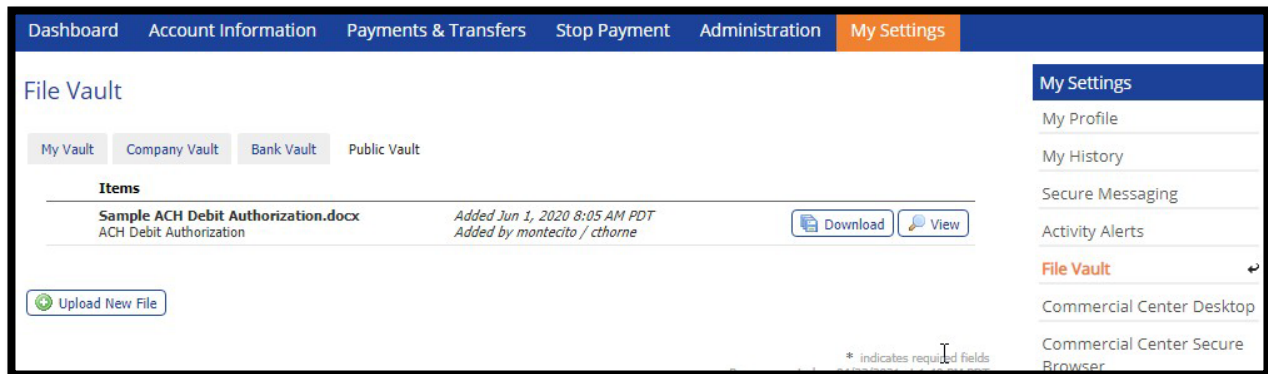 Dashboard Account Information Payments & Transfers Stop Payment Administration My Settings
File Vault
My Vault Company Vault Bank Vault Public Vault
Items
Sample ACH Debit Authorization.docx Added Jun 1, 2020 8:05 AM PDT
ACH Debit Authorization Added by montecito / cthorne
Download View
Upload New File
* indicates required fields
My Settings
My Profile
My History
Secure Messaging
Activity Alerts
File Vault
Commercial Center Desktop
Commercial Center Secure
Browser